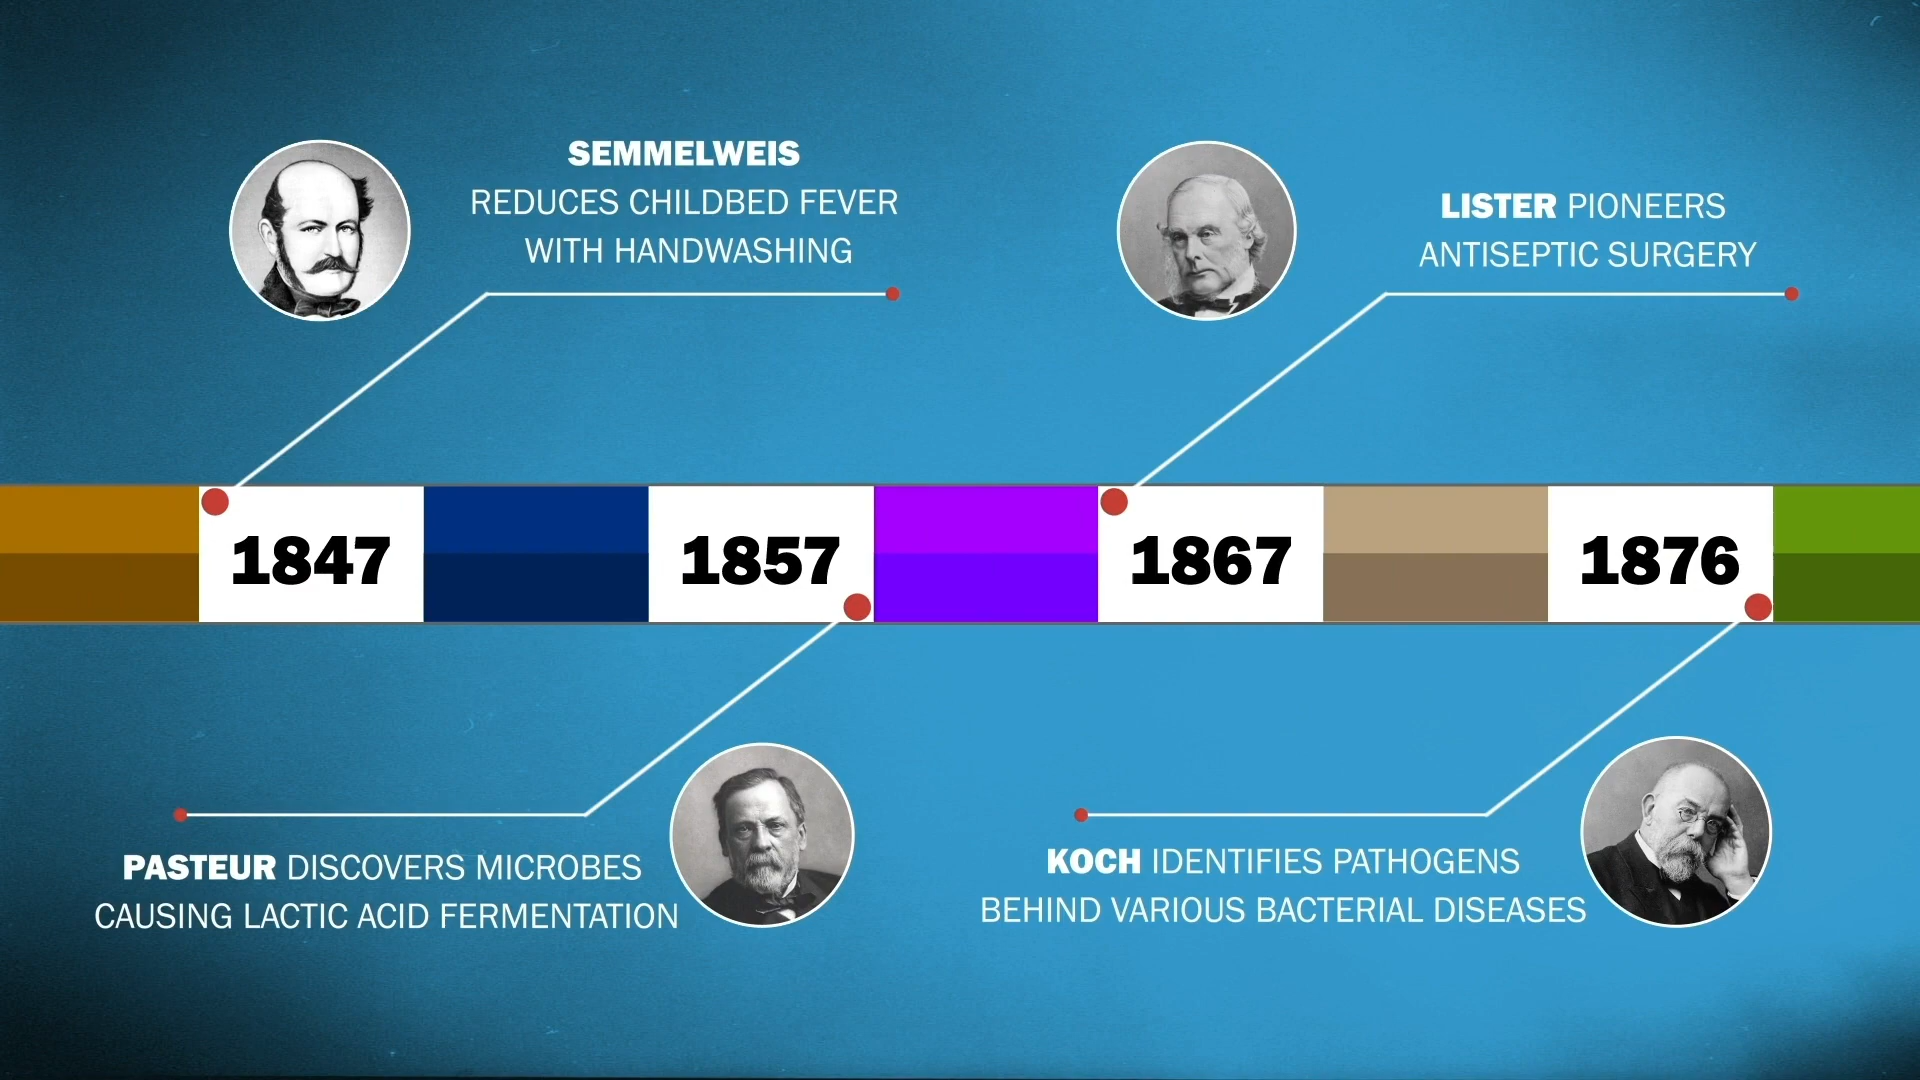 SEMMELWEIS
REDUCES CHILDBED FEVER
WITH HANDWASHING
LISTER PIONEERS
ANTISEPTIC SURGERY
1847
1857
1867
1876
PASTEUR DISCOVERS MICROBES
CAUSING LACTIC ACID FERMENTATION
KOCH IDENTIFIES PATHOGENS
BEHIND VARIOUS BACTERIAL DISEASES